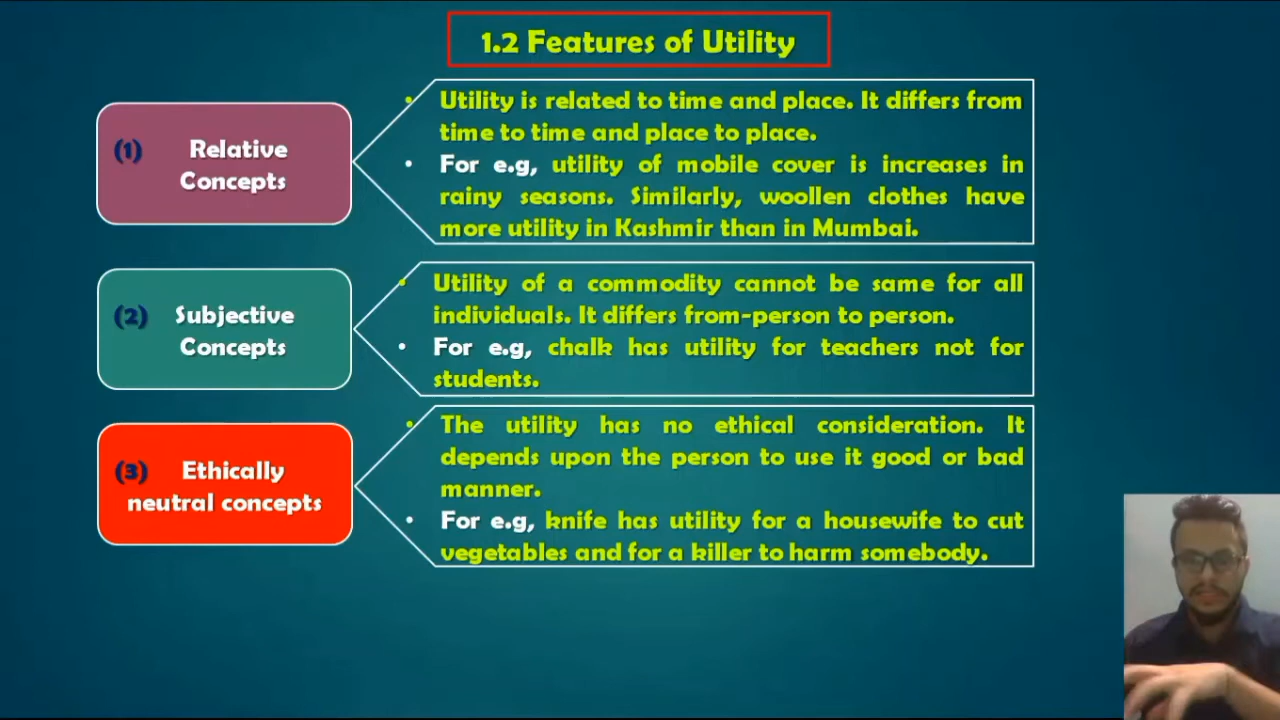 1.2 Features of Utility
(1) Relative
Concepts
• Utility is related to time and place. It differs from
time to time and place to place.
• For e.g, utility of mobile cover is increases in
rainy seasons. Similarly, woollen clothes have
more utility in Kashmir than in Mumbai.
(2) Subjective
Concepts
• Utility of a commodity cannot be same for all
individuals. It differs from-person to person.
• For e.g, chalk has utility for teachers not for
students.
(3) Ethically
neutral concepts
• The utility has no ethical consideration. It
depends upon the person to use it good or bad
manner.
• For e.g, knife has utility for a housewife to cut
vegetables and for a killer to harm somebody.